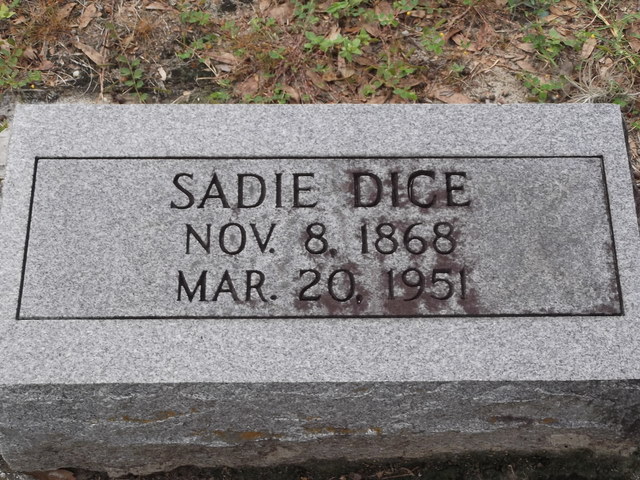 SADIE DICE
NOV. 8, 1868
MAR. 20, 1951